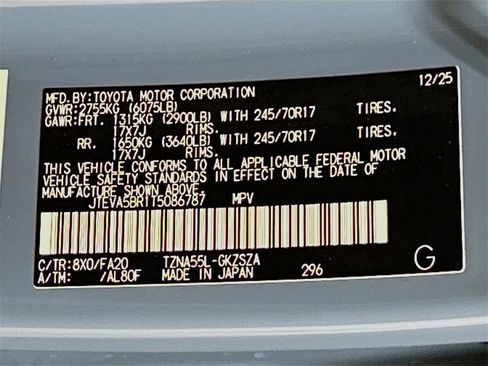 MFD.BY:TOYOTA MOTOR CORPORATION 12/25
GVWR:2755KG (6075LB)
GAWR:FRT. 1315KG (2900LB) WITH 245/70R17 TIRES.
17X7J RIMS.
RR. 1650KG (3640LB) WITH 245/70R17 TIRES.
17X7J RIMS.
THIS VEHICLE CONFORMS TO ALL APPLICABLE FEDERAL MOTOR
VEHICLE SAFETY STANDARDS IN EFFECT ON THE DATE OF
MANUFACTURE SHOWN ABOVE.
JTEVA5BR1T5086787 MPV
C/TR:8X0/FA20 TZNA55L-GKZSZA
A/TM: /AL80F MADE IN JAPAN 296 G